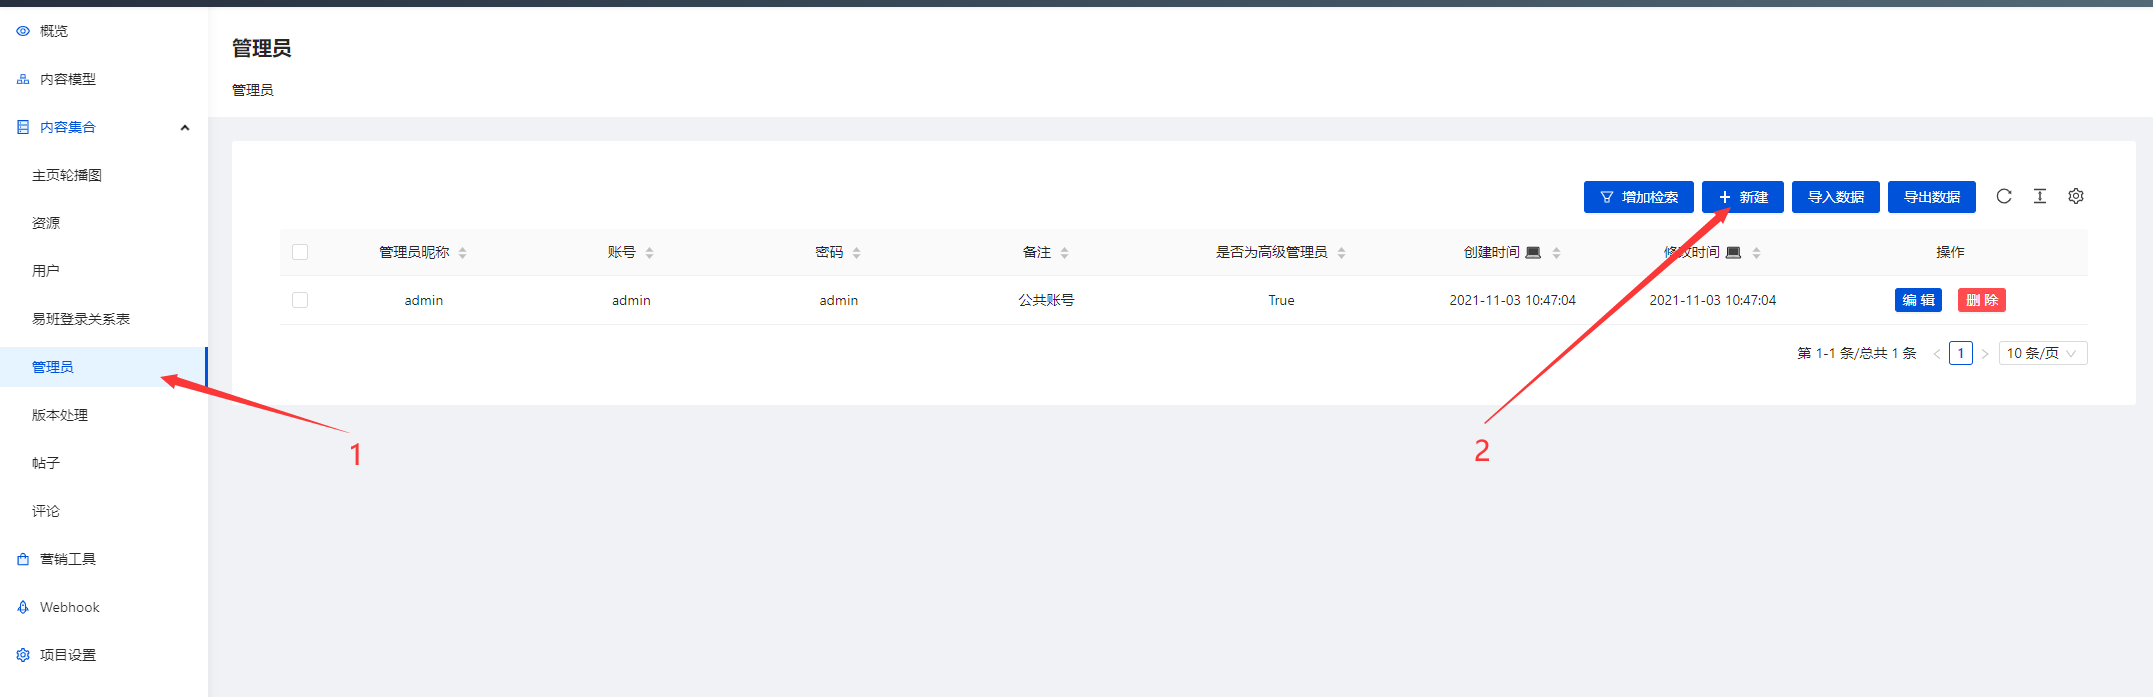 概览
内容模型
内容集合
主页轮播图
资源
用户
易班登录关系表
管理员
版本处理
帖子
评论
营销工具
Webhook
项目设置
管理员
管理员
增加检索 新建 导入数据 导出数据
管理员昵称 账号 密码 备注 是否为高级管理员 创建时间 修改时间 操作
admin admin admin 公共账号 True 2021-11-03 10:47:04 2021-11-03 10:47:04 编 辑 删 除
第 1-1 条/总共 1 条 < 1 > 10 条/页
1
2